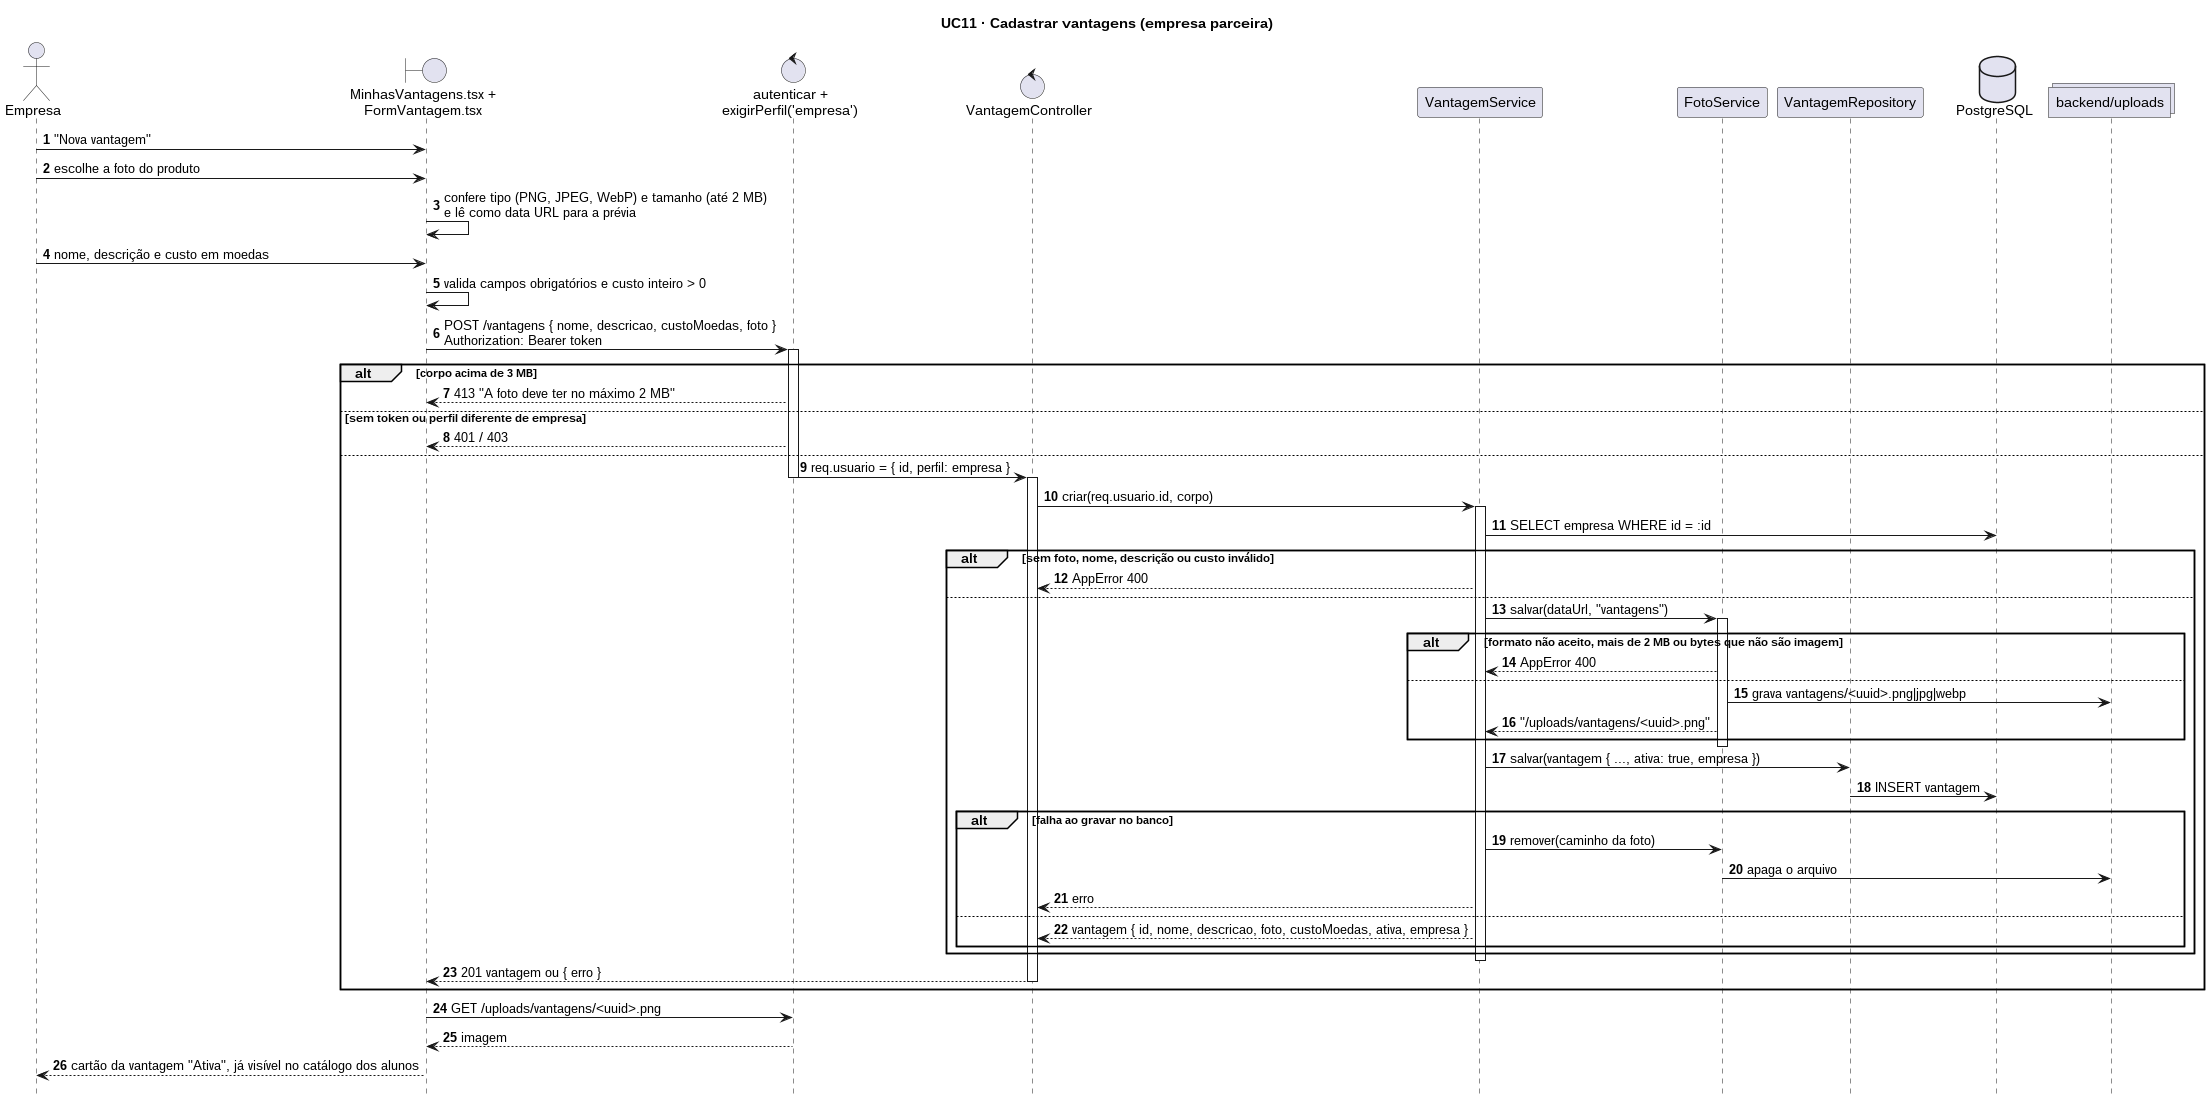 UC11 · Cadastrar vantagens (empresa parceira)
Empresa
MinhasVantagens.tsx +
FormVantagem.tsx
autenticar +
exigirPerfil('empresa')
VantagemController
VantagemService
FotoService
VantagemRepository
PostgreSQL
backend/uploads
1 "Nova vantagem"
2 escolhe a foto do produto
3 confere tipo (PNG, JPEG, WebP) e tamanho (até 2 MB)
e lê como data URL para a prévia
4 nome, descrição e custo em moedas
5 valida campos obrigatórios e custo inteiro > 0
6 POST /vantagens { nome, descricao, custoMoedas, foto }
Authorization: Bearer token
alt [corpo acima de 3 MB]
7 413 "A foto deve ter no máximo 2 MB"
[sem token ou perfil diferente de empresa]
8 401 / 403
9 req.usuario = { id, perfil: empresa }
10 criar(req.usuario.id, corpo)
11 SELECT empresa WHERE id = :id
alt [sem foto, nome, descrição ou custo inválido]
12 AppError 400
13 salvar(dataUrl, "vantagens")
alt [formato não aceito, mais de 2 MB ou bytes que não são imagem]
14 AppError 400
15 grava vantagens/<uuid>.png|jpg|webp
16 "/uploads/vantagens/<uuid>.png"
17 salvar(vantagem { ..., ativa: true, empresa })
18 INSERT vantagem
alt [falha ao gravar no banco]
19 remover(caminho da foto)
20 apaga o arquivo
21 erro
22 vantagem { id, nome, descricao, foto, custoMoedas, ativa, empresa }
23 201 vantagem ou { erro }
24 GET /uploads/vantagens/<uuid>.png
25 imagem
26 cartão da vantagem "Ativa", já visível no catálogo dos alunos